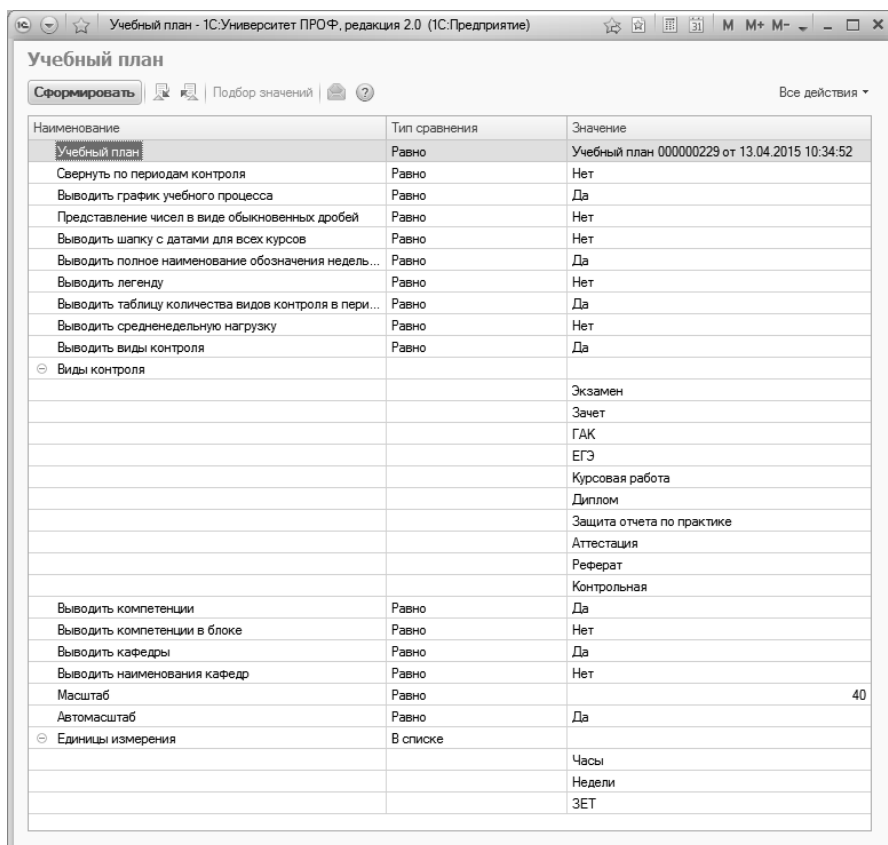 Учебный план - 1С:Университет ПРОФ, редакция 2.0 (1С:Предприятие) 31 M M+ M-
Учебный план
Сформировать Подбор значений ? Все действия
Наименование Тип сравнения Значение
Учебный план Равно Учебный план 000000229 от 13.04.2015 10:34:52
Свернуть по периодам контроля Равно Нет
Выводить график учебного процесса Равно Да
Представление чисел в виде обыкновенных дробей Равно Нет
Выводить шапку с датами для всех курсов Равно Нет
Выводить полное наименование обозначения недель... Равно Да
Выводить легенду Равно Нет
Выводить таблицу количества видов контроля в пери... Равно Да
Выводить средненедельную нагрузку Равно Нет
Выводить виды контроля Равно Да
Виды контроля
Экзамен
Зачет
ГАК
ЕГЭ
Курсовая работа
Диплом
Защита отчета по практике
Аттестация
Реферат
Контрольная
Выводить компетенции Равно Да
Выводить компетенции в блоке Равно Нет
Выводить кафедры Равно Да
Выводить наименования кафедр Равно Нет
Масштаб Равно 40
Автомасштаб Равно Да
Единицы измерения В списке
Часы
Недели
ЗЕТ